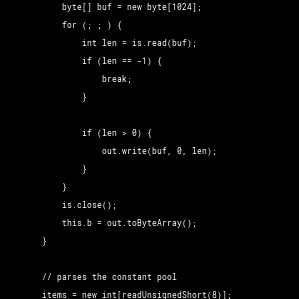 byte[] buf = new byte[1024];
for (; ; ) {
int len = is.read(buf);
if (len == -1) {
break;
}
if (len > 0) {
out.write(buf, 0, len);
}
}
is.close();
this.b = out.toByteArray();
}
// parses the constant pool
items = new int[readUnsignedShort(8)];